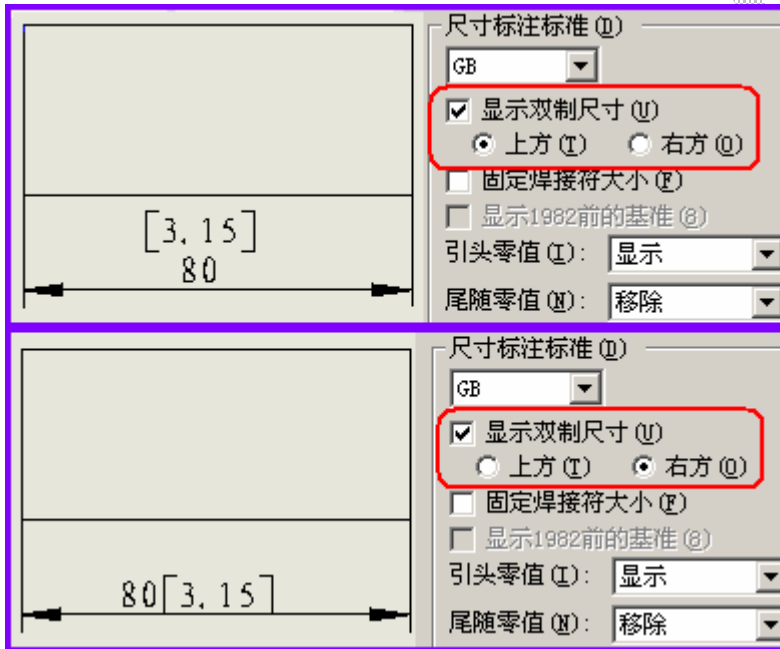 尺寸标注标准(D)
GB
显示双制尺寸(U)
上方(T) 右方(O)
固定焊接符大小(F)
显示1982前的基准(8)
引头零值(I): 显示
尾随零值(N): 移除
[3,15]
80
尺寸标注标准(D)
GB
显示双制尺寸(U)
上方(T) 右方(O)
固定焊接符大小(F)
显示1982前的基准(8)
引头零值(I): 显示
尾随零值(N): 移除
80[3,15]